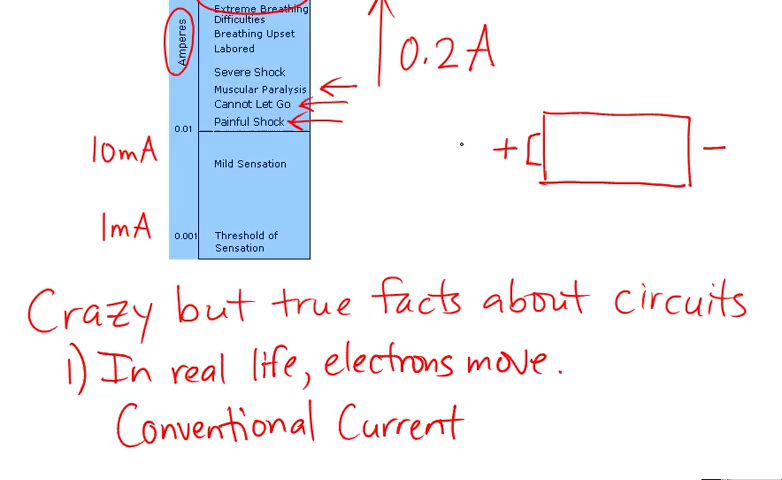 Extreme Breathing
Difficulties
Breathing Upset
Labored
Amperes
0.2A
Severe Shock
Muscular Paralysis
Cannot Let Go
Painful Shock
0.01
10mA
Mild Sensation
+ −
1mA
0.001
Threshold of
Sensation
Crazy but true facts about circuits
1) In real life, electrons move.
Conventional Current